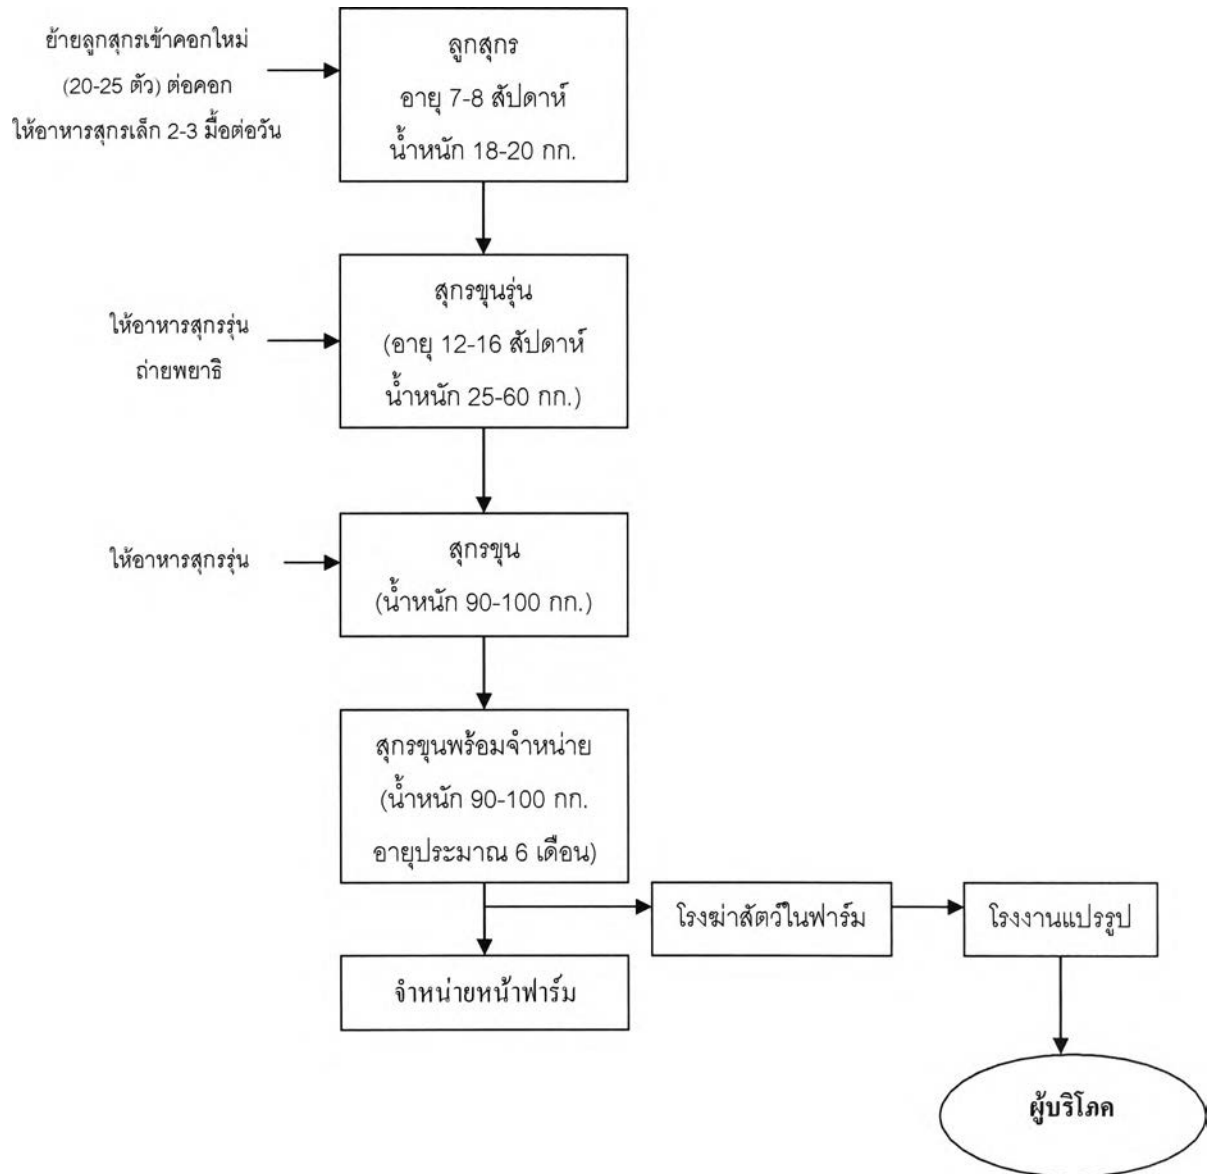 ย้ายลูกสุกรเข้าคอกใหม่
(20-25 ตัว) ต่อคอก
ให้อาหารสุกรเล็ก 2-3 มื้อต่อวัน
ลูกสุกร
อายุ 7-8 สัปดาห์
น้ำหนัก 18-20 กก.
ให้อาหารสุกรรุ่น
ถ่ายพยาธิ
สุกรขุนรุ่น
(อายุ 12-16 สัปดาห์
น้ำหนัก 25-60 กก.)
ให้อาหารสุกรรุ่น
สุกรขุน
(น้ำหนัก 90-100 กก.)
สุกรขุนพร้อมจำหน่าย
(น้ำหนัก 90-100 กก.
อายุประมาณ 6 เดือน)
โรงฆ่าสัตว์ในฟาร์ม
โรงงานแปรรูป
จำหน่ายหน้าฟาร์ม
ผู้บริโภค